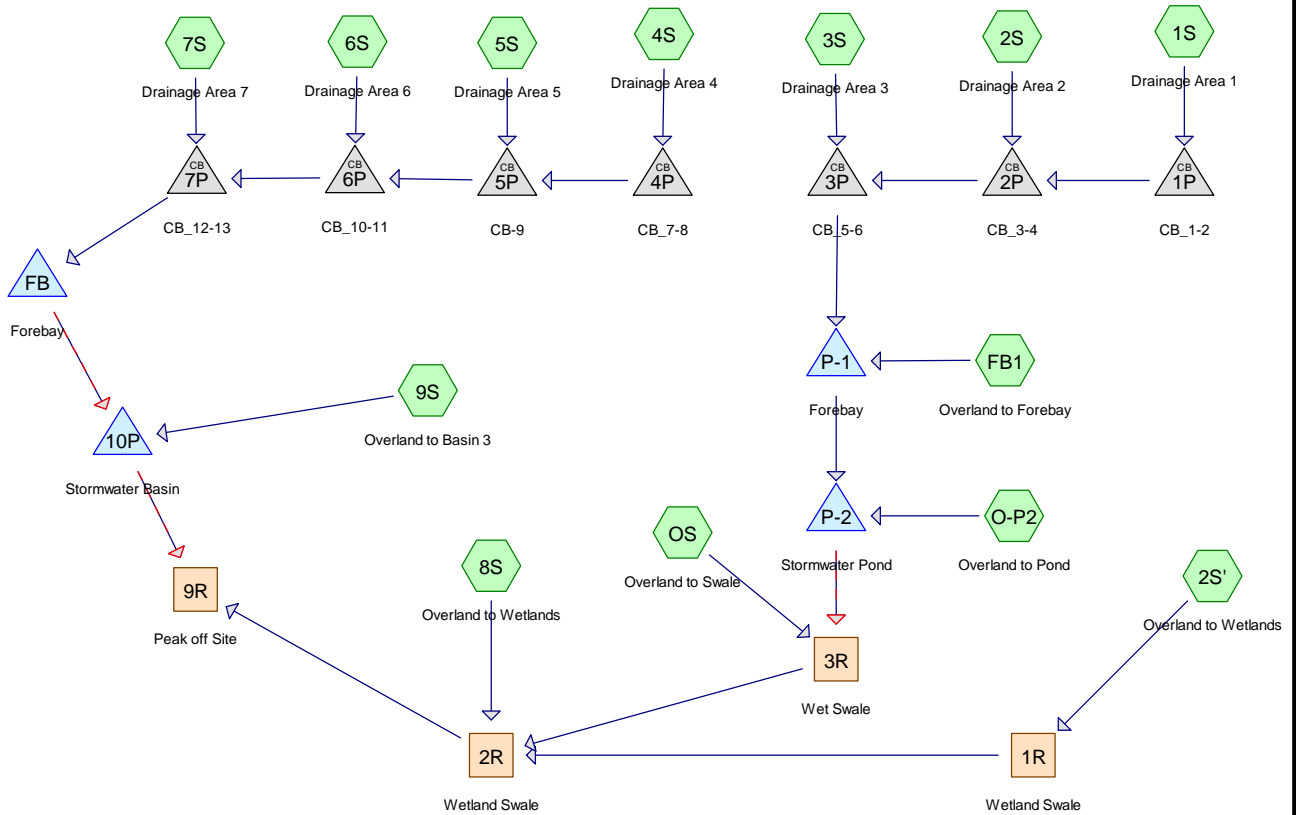 7S
6S
5S
4S
3S
2S
1S
Drainage Area 7
Drainage Area 6
Drainage Area 5
Drainage Area 4
Drainage Area 3
Drainage Area 2
Drainage Area 1
CB
7P
CB
6P
CB
5P
CB
4P
CB
3P
CB
2P
CB
1P
CB_12-13
CB_10-11
CB-9
CB_7-8
CB_5-6
CB_3-4
CB_1-2
FB
Forebay
P-1
FB1
Forebay
Overland to Forebay
9S
Overland to Basin 3
10P
Stormwater Basin
P-2
O-P2
Stormwater Pond
Overland to Pond
OS
Overland to Swale
8S
Overland to Wetlands
2S'
Overland to Wetlands
9R
Peak off Site
3R
Wet Swale
2R
Wetland Swale
1R
Wetland Swale